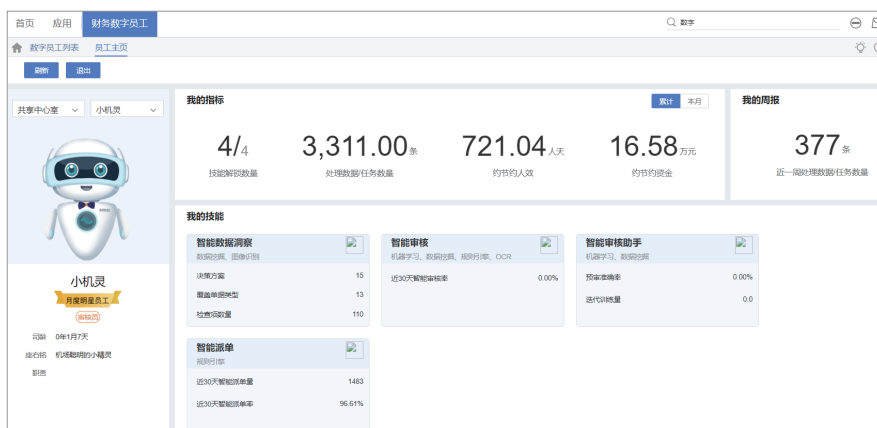 首页 应用 财务数字员工 数字
数字员工列表 员工主页
刷新 退出
共享中心室 小机灵
小机灵
月度明星员工
审核员
司龄 0年1月7天
座右铭 机场聪明的小精灵
职责
我的指标 累计 本月
4/4 3,311.00条 721.04人天 16.58万元
技能解锁数量 处理数据/任务数量 约节约人效 约节约资金
我的周报
377条
近一周处理数据/任务数量
我的技能
智能数据洞察
数据挖掘、图像识别
决策方案 15
覆盖单据类型 13
检查项数量 110
智能审核
机器学习、数据挖掘、规则引擎、OCR
近30天智能审核率 0.00%
智能审核助手
机器学习、数据挖掘
预审准确率 0.00%
迭代训练量 0.0
智能派单
规则引擎
近30天智能派单量 1483
近30天智能派单率 96.61%